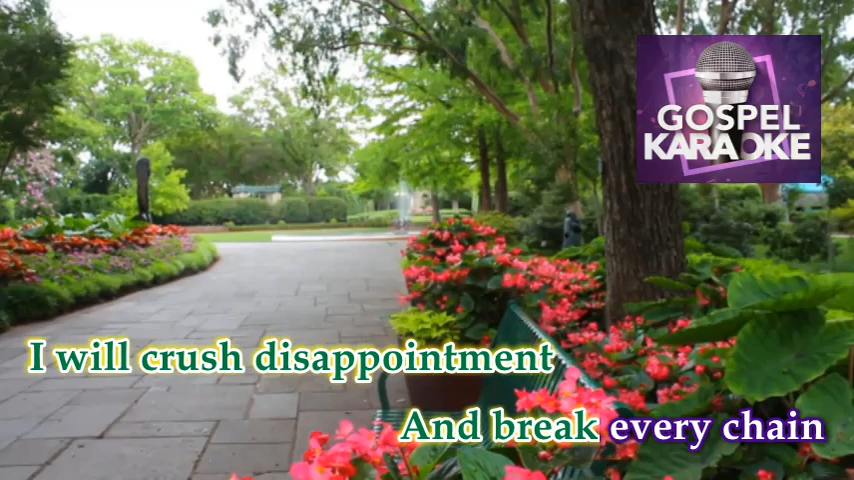 GOSPEL
KARAOKE
I will crush disappointment
And break every chain